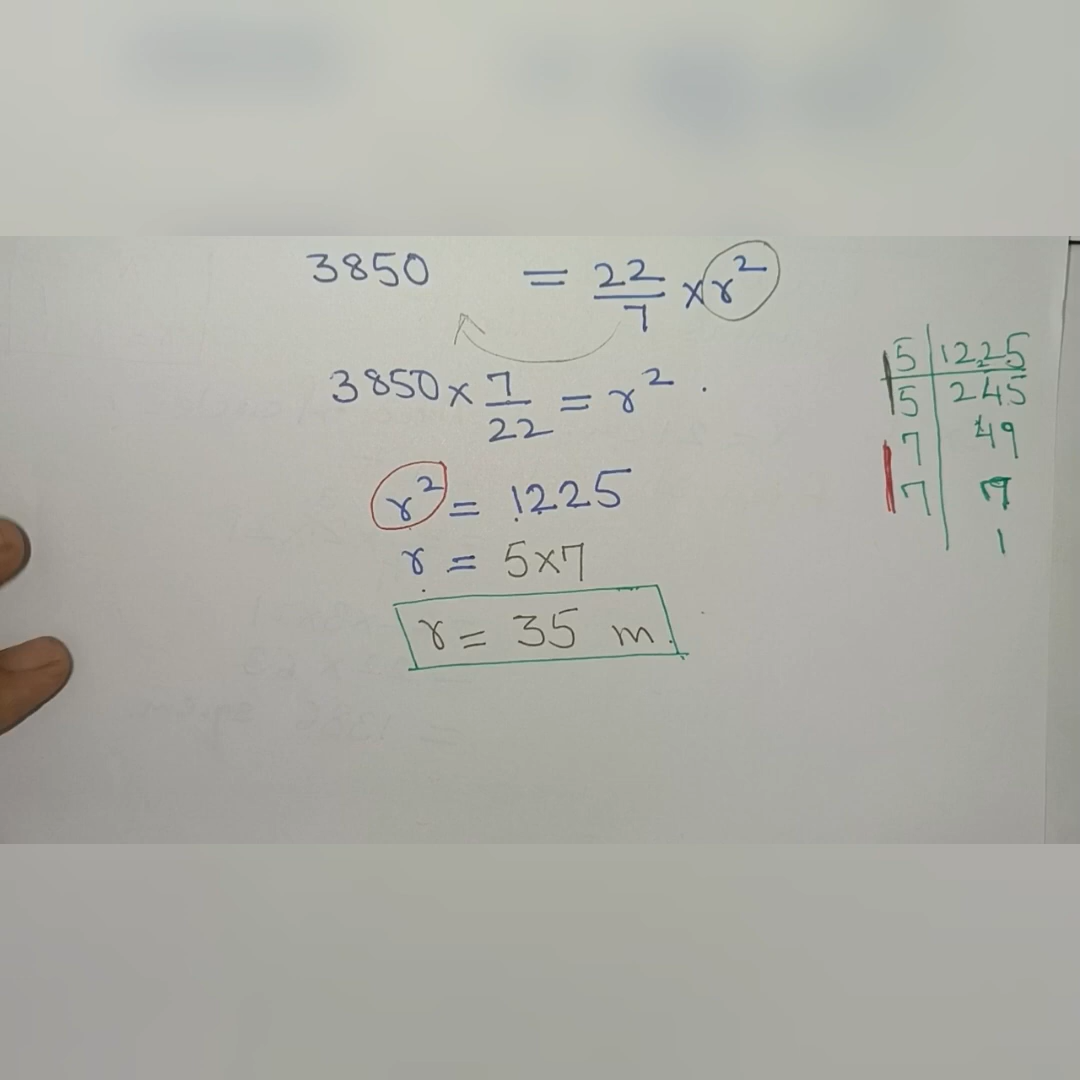 3850 = 22/7 × r²
3850 × 7/22 = r² .
r² = 1225
r = 5×7
r = 35 m.
5 | 1225
5 | 245
7 | 49
7 | 7
1